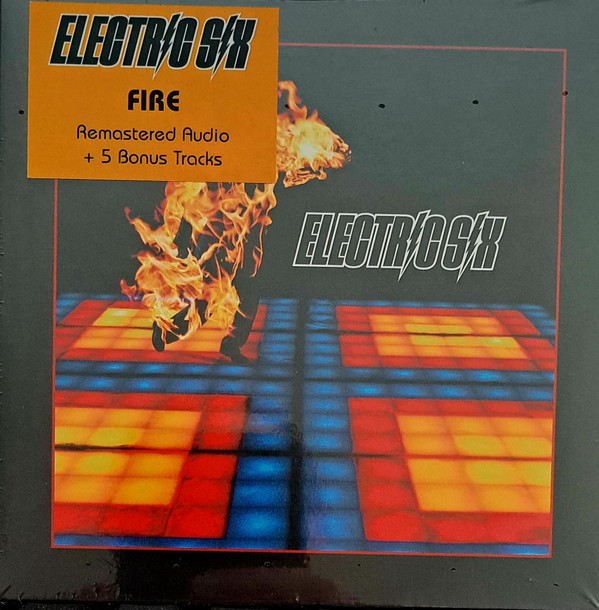 ELECTRIC SIX
FIRE
Remastered Audio
+ 5 Bonus Tracks
ELECTRIC SIX